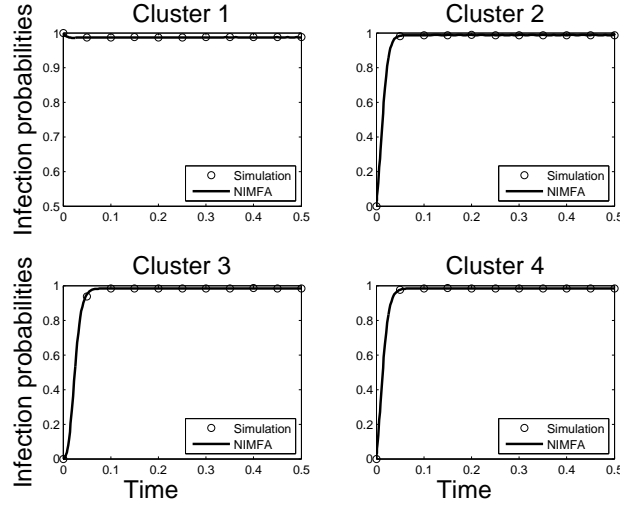 Cluster 1
Infection probabilities
1
0.9
0.8
0.7
0.6
0.5
0 0.1 0.2 0.3 0.4 0.5
Simulation
NIMFA
Cluster 2
1
0.8
0.6
0.4
0.2
0
0 0.1 0.2 0.3 0.4 0.5
Simulation
NIMFA
Cluster 3
Infection probabilities
1
0.8
0.6
0.4
0.2
0
0 0.1 0.2 0.3 0.4 0.5
Simulation
NIMFA
Time
Cluster 4
1
0.8
0.6
0.4
0.2
0
0 0.1 0.2 0.3 0.4 0.5
Simulation
NIMFA
Time